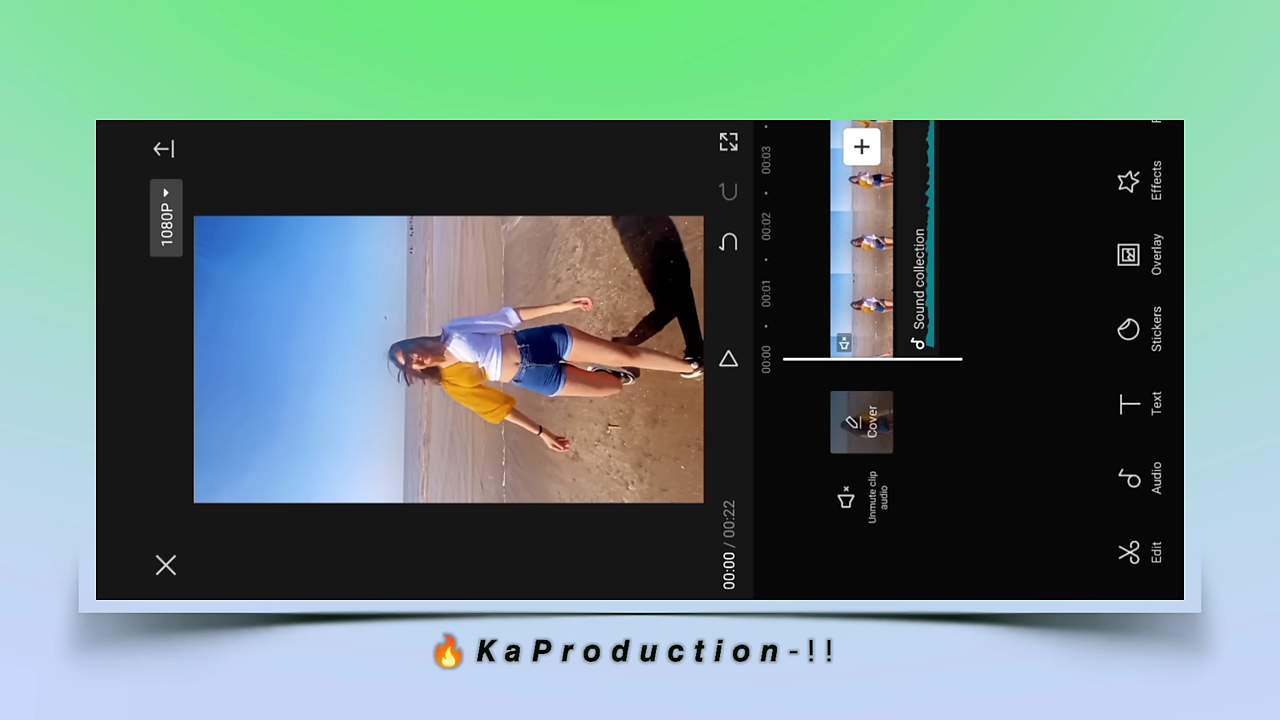 1080P
00:00 / 00:22
00:00
00:01
00:02
00:03
Unmute clip
audio
Cover
Sound collection
Edit
Audio
Text
Stickers
Overlay
Effects
🔥KaProduction-!!